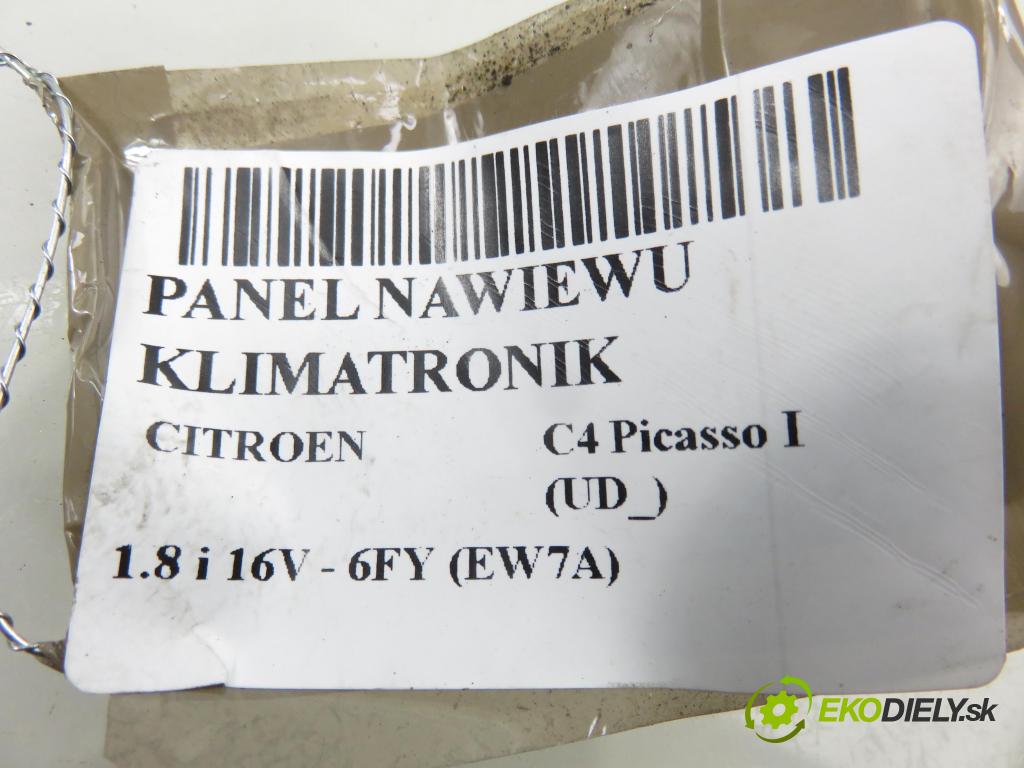 PANEL NAWIEWU
KLIMATRONIK
CITROEN C4 Picasso I
(UD_)
1.8 i 16V - 6FY (EW7A)
EKODIELY.sk